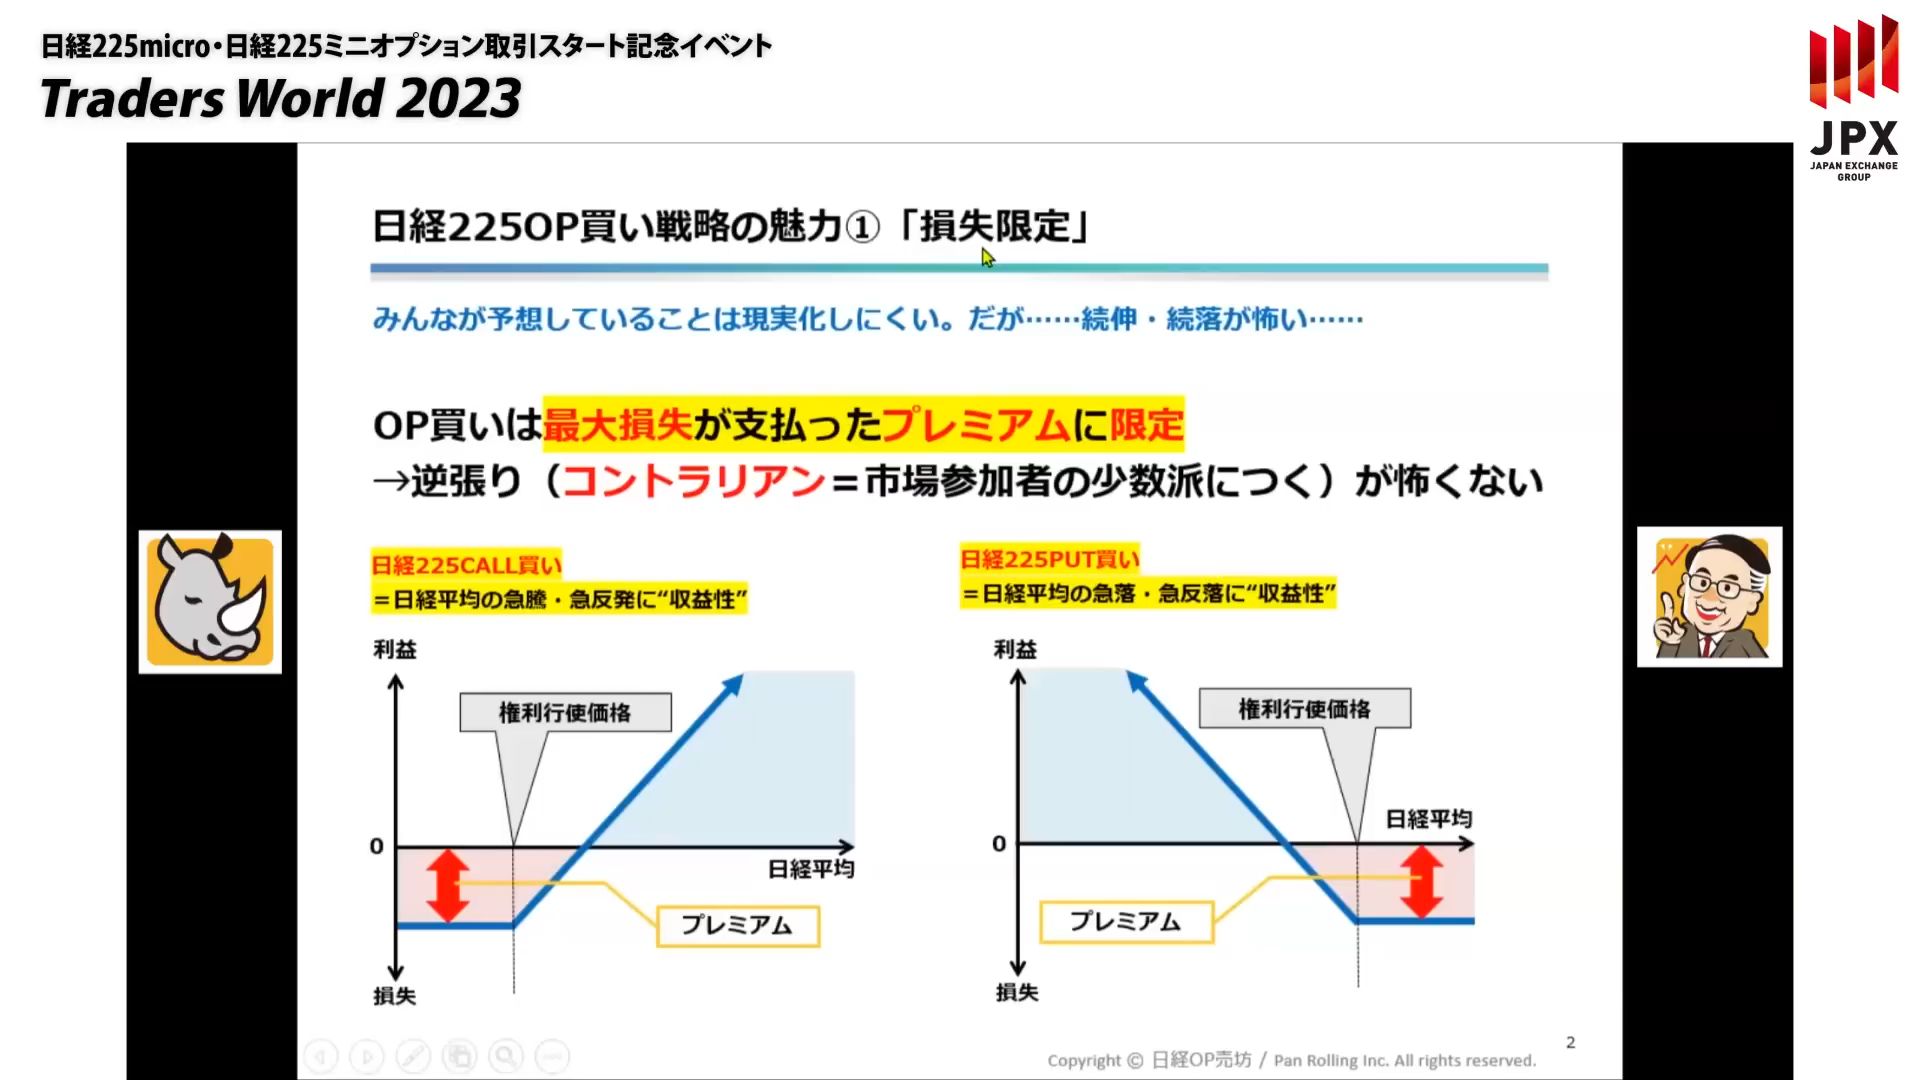 日経225micro・日経225ミニオプション取引スタート記念イベント
Traders World 2023
JPX
JAPAN EXCHANGE
GROUP
日経225OP買い戦略の魅力①「損失限定」
みんなが予想していることは現実化しにくい。だが……続伸・続落が怖い……
OP買いは最大損失が支払ったプレミアムに限定
→逆張り（コントラリアン＝市場参加者の少数派につく）が怖くない
日経225CALL買い
＝日経平均の急騰・急反発に“収益性”
利益
権利行使価格
0
日経平均
プレミアム
損失
日経225PUT買い
＝日経平均の急落・急反落に“収益性”
利益
権利行使価格
日経平均
0
プレミアム
損失
2
Copyright © 日経OP売坊 / Pan Rolling Inc. All rights reserved.